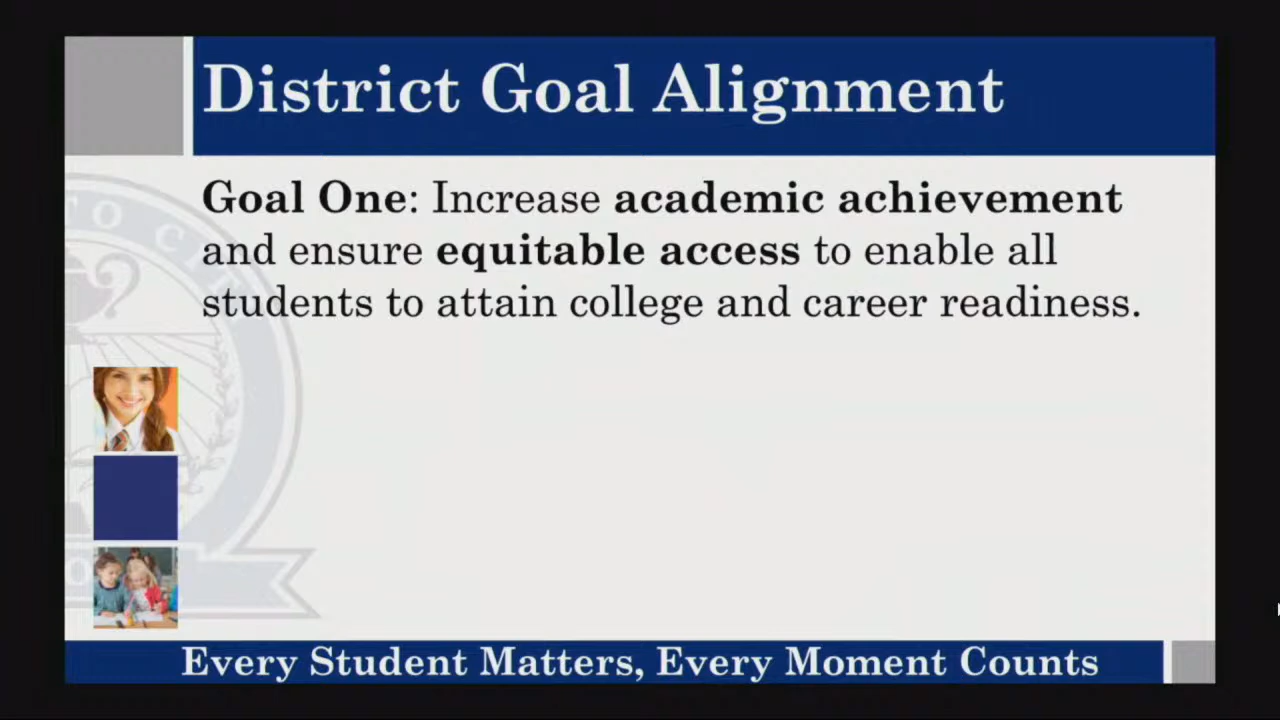 District Goal Alignment
Goal One: Increase academic achievement
and ensure equitable access to enable all
students to attain college and career readiness.
Every Student Matters, Every Moment Counts